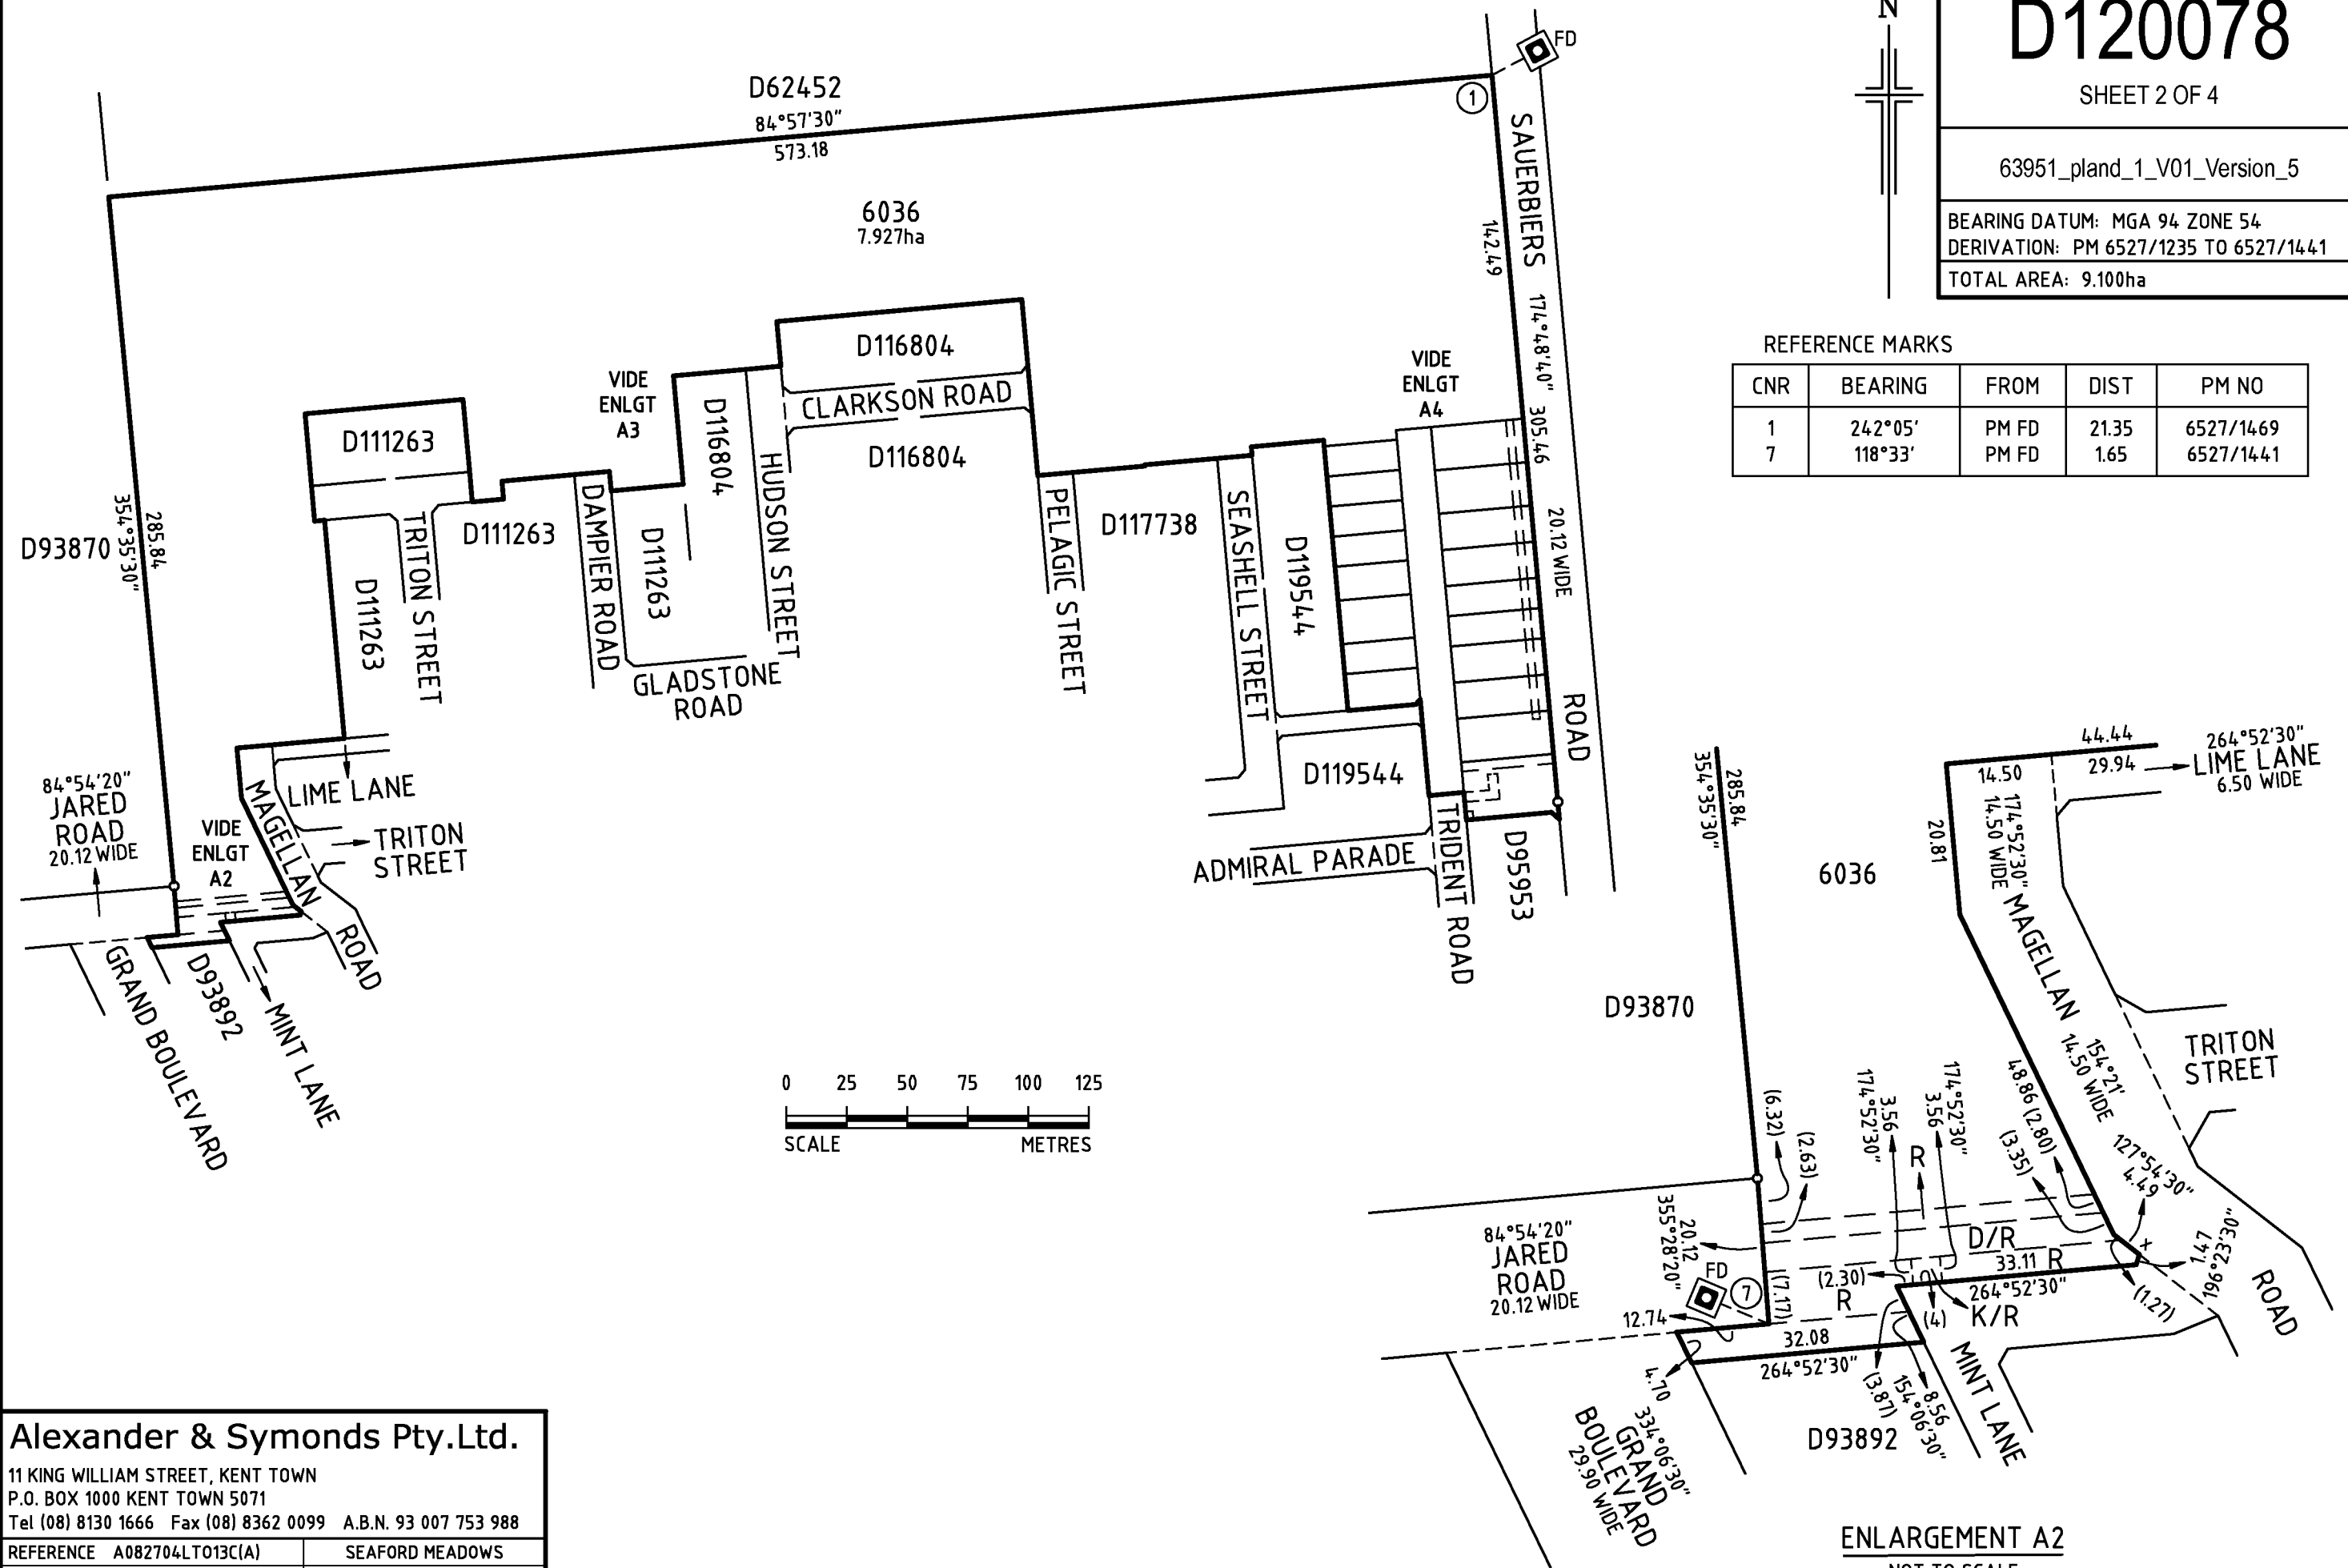 N
D120078
SHEET 2 OF 4
63951_pland_1_V01_Version_5
BEARING DATUM: MGA 94 ZONE 54
DERIVATION: PM 6527/1235 TO 6527/1441
TOTAL AREA: 9.100ha
REFERENCE MARKS
CNR BEARING FROM DIST PM NO
1 242°05' PM FD 21.35 6527/1469
7 118°33' PM FD 1.65 6527/1441
D62452
84°57'30"
573.18
1
FD
6036
7.927ha
SAUERBIERS
142.49
174°48'40"
305.46
20.12 WIDE
ROAD
D116804
CLARKSON ROAD
D116804
VIDE
ENLGT
A3
VIDE
ENLGT
A4
D111263
D116804
HUDSON STREET
D111263
DAMPIER ROAD
D111263
TRITON STREET
D111263
GLADSTONE
ROAD
PELAGIC STREET
D117738
SEASHELL STREET
D119544
D119544
ADMIRAL PARADE
TRIDENT ROAD
D95953
D93870
285.84
354°35'30"
84°54'20"
JARED
ROAD
20.12 WIDE
VIDE
ENLGT
A2
MAGELLAN
LIME LANE
TRITON
STREET
ROAD
GRAND BOULEVARD
D93892
MINT LANE
0 25 50 75 100 125
SCALE METRES
285.84
354°35'30"
44.44
264°52'30"
LIME LANE
6.50 WIDE
14.50
29.94
174°52'30"
14.50 WIDE
20.81
6036
MAGELLAN
154°21'
14.50 WIDE
TRITON
STREET
D93870
48.86
(2.80)
(3.35)
127°54'30"
4.49
(6.32)
(2.63)
3.56
174°52'30"
3.56
174°52'30"
R
D/R
33.11 R
264°52'30"
1.47
196°23'30"
(1.27)
ROAD
20.12
355°28'20"
84°54'20"
JARED
ROAD
20.12 WIDE
FD
7
(7.17)
(2.30)
R
(4)
K/R
12.74
32.08
264°52'30"
4.70
334°06'30"
GRAND
BOULEVARD
29.90 WIDE
(3.87)
8.56
154°06'30"
MINT LANE
D93892
ENLARGEMENT A2
NOT TO SCALE
Alexander & Symonds Pty.Ltd.
11 KING WILLIAM STREET, KENT TOWN
P.O. BOX 1000 KENT TOWN 5071
Tel (08) 8130 1666 Fax (08) 8362 0099 A.B.N. 93 007 753 988
REFERENCE A082704LTO13C(A) SEAFORD MEADOWS